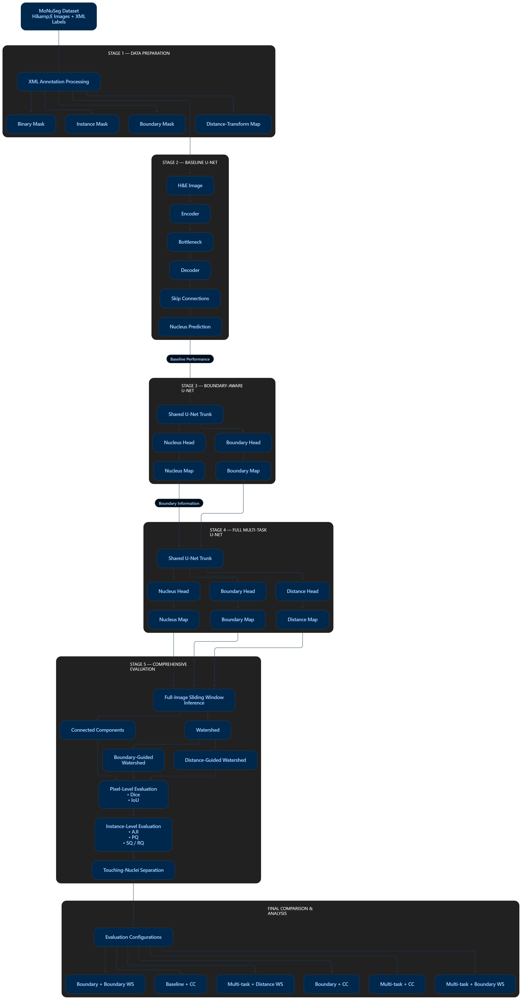 MoNuSeg Dataset
H&amp;E Images + XML
Labels
STAGE 1 — DATA PREPARATION
XML Annotation Processing
Binary Mask
Instance Mask
Boundary Mask
Distance-Transform Map
STAGE 2 — BASELINE U-NET
H&E Image
Encoder
Bottleneck
Decoder
Skip Connections
Nucleus Prediction
Baseline Performance
STAGE 3 — BOUNDARY-AWARE
U-NET
Shared U-Net Trunk
Nucleus Head
Boundary Head
Nucleus Map
Boundary Map
Boundary Information
STAGE 4 — FULL MULTI-TASK
U-NET
Shared U-Net Trunk
Nucleus Head
Boundary Head
Distance Head
Nucleus Map
Boundary Map
Distance Map
STAGE 5 — COMPREHENSIVE
EVALUATION
Full-Image Sliding Window
Inference
Connected Components
Watershed
Boundary-Guided
Watershed
Distance-Guided Watershed
Pixel-Level Evaluation
• Dice
• IoU
Instance-Level Evaluation
• AJI
• PQ
• SQ / RQ
Touching-Nuclei Separation
FINAL COMPARISON &
ANALYSIS
Evaluation Configurations
Boundary + Boundary WS
Baseline + CC
Multi-task + Distance WS
Boundary + CC
Multi-task + CC
Multi-task + Boundary WS